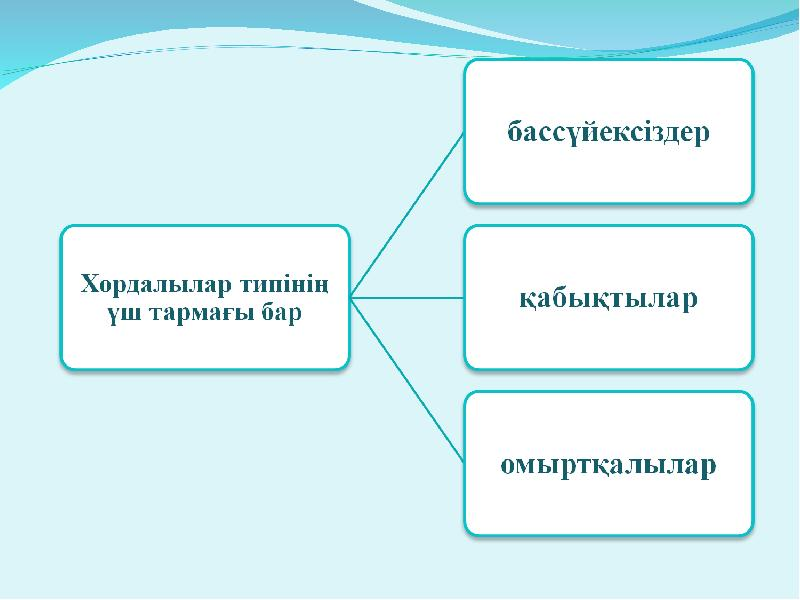 Хордалылар типінің
үш тармағы бар
бассүйексіздер
қабықтылар
омыртқалылар